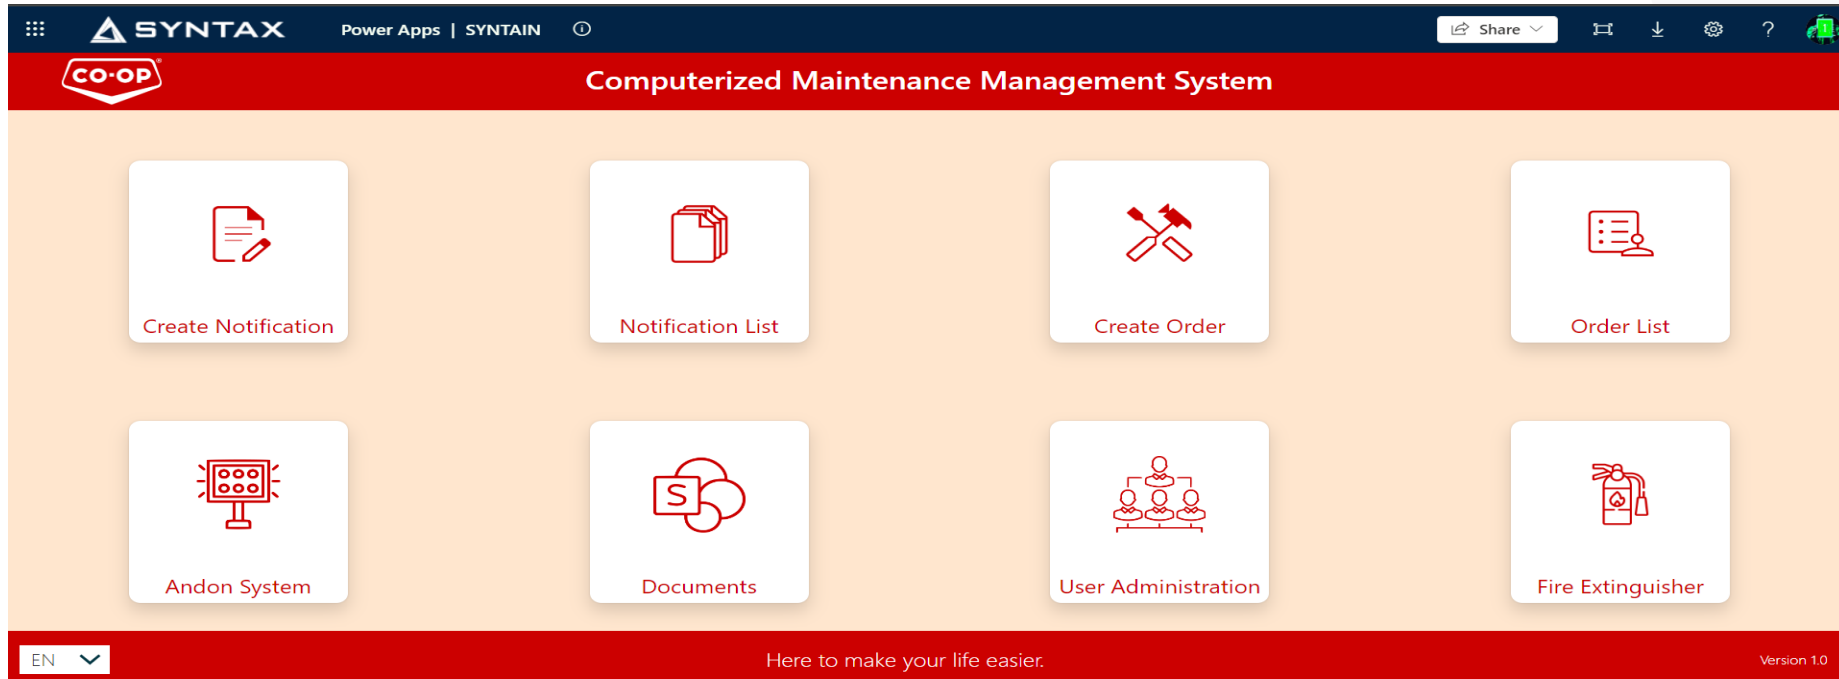 SYNTAX
Power Apps | SYNTAIN
Share
?
1
CO·OP®
Computerized Maintenance Management System
Create Notification
Notification List
Create Order
Order List
S
Andon System
Documents
User Administration
Fire Extinguisher
EN
Here to make your life easier.
Version 1.0